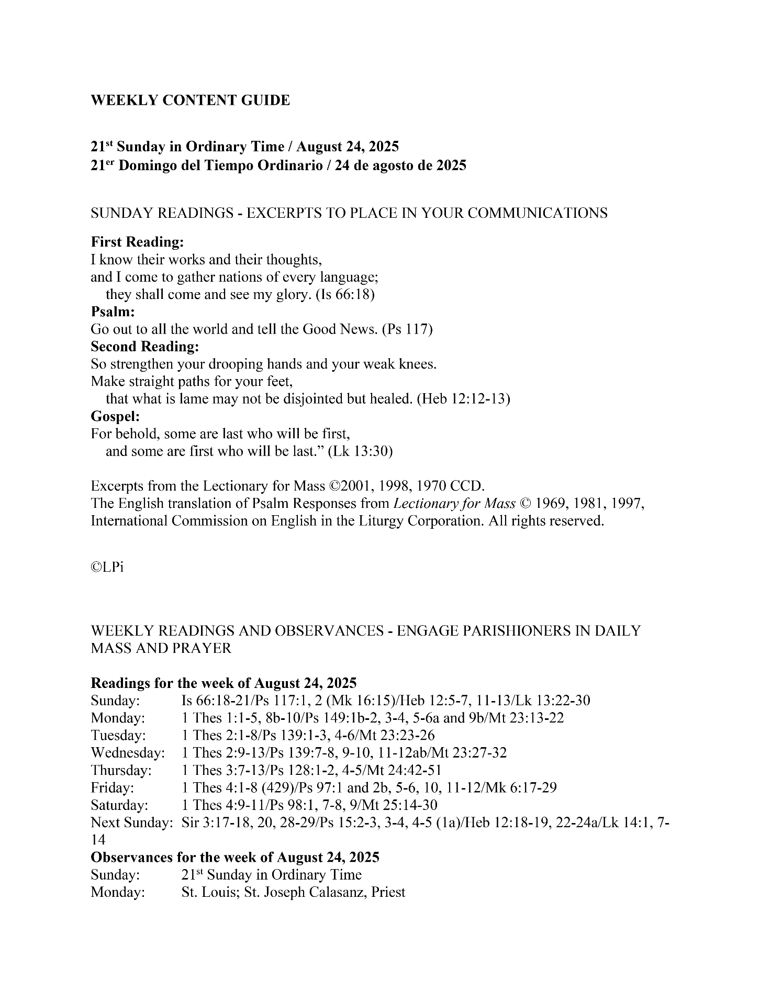 WEEKLY CONTENT GUIDE
21st Sunday in Ordinary Time / August 24, 2025
21er Domingo del Tiempo Ordinario / 24 de agosto de 2025
SUNDAY READINGS - EXCERPTS TO PLACE IN YOUR COMMUNICATIONS
First Reading:
I know their works and their thoughts,
and I come to gather nations of every language;
they shall come and see my glory. (Is 66:18)
Psalm:
Go out to all the world and tell the Good News. (Ps 117)
Second Reading:
So strengthen your drooping hands and your weak knees.
Make straight paths for your feet,
that what is lame may not be disjointed but healed. (Heb 12:12-13)
Gospel:
For behold, some are last who will be first,
and some are first who will be last.” (Lk 13:30)
Excerpts from the Lectionary for Mass ©2001, 1998, 1970 CCD.
The English translation of Psalm Responses from Lectionary for Mass © 1969, 1981, 1997,
International Commission on English in the Liturgy Corporation. All rights reserved.
©LPi
WEEKLY READINGS AND OBSERVANCES - ENGAGE PARISHIONERS IN DAILY
MASS AND PRAYER
Readings for the week of August 24, 2025
Sunday: Is 66:18-21/Ps 117:1, 2 (Mk 16:15)/Heb 12:5-7, 11-13/Lk 13:22-30
Monday: 1 Thes 1:1-5, 8b-10/Ps 149:1b-2, 3-4, 5-6a and 9b/Mt 23:13-22
Tuesday: 1 Thes 2:1-8/Ps 139:1-3, 4-6/Mt 23:23-26
Wednesday: 1 Thes 2:9-13/Ps 139:7-8, 9-10, 11-12ab/Mt 23:27-32
Thursday: 1 Thes 3:7-13/Ps 128:1-2, 4-5/Mt 24:42-51
Friday: 1 Thes 4:1-8 (429)/Ps 97:1 and 2b, 5-6, 10, 11-12/Mk 6:17-29
Saturday: 1 Thes 4:9-11/Ps 98:1, 7-8, 9/Mt 25:14-30
Next Sunday: Sir 3:17-18, 20, 28-29/Ps 15:2-3, 3-4, 4-5 (1a)/Heb 12:18-19, 22-24a/Lk 14:1, 7-
14
Observances for the week of August 24, 2025
Sunday: 21st Sunday in Ordinary Time
Monday: St. Louis; St. Joseph Calasanz, Priest